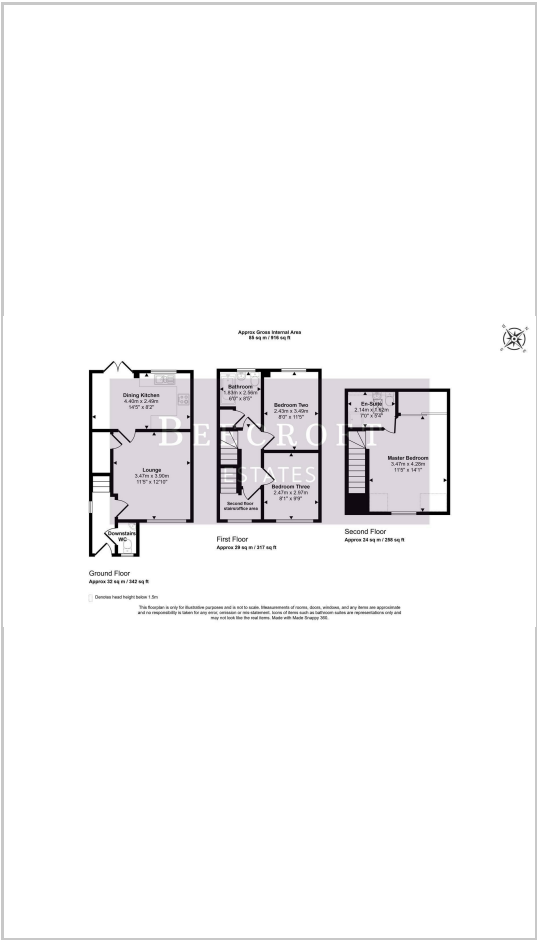 Approx Gross Internal Area
85 sq m / 916 sq ft
Dining Kitchen
4.40m x 2.49m
14'5" x 8'2"
Lounge
3.47m x 3.90m
11'5" x 12'10"
Downstairs
WC
Ground Floor
Approx 32 sq m / 342 sq ft
Bathroom
1.83m x 2.56m
6'0" x 8'5"
Bedroom Two
2.43m x 3.49m
8'0" x 11'5"
Bedroom Three
2.47m x 2.97m
8'1" x 9'9"
Second floor
stairs/office area
First Floor
Approx 29 sq m / 317 sq ft
En-Suite
2.14m x 1.62m
7'0" x 5'4"
Master Bedroom
3.47m x 4.28m
11'5" x 14'1"
Second Floor
Approx 24 sq m / 258 sq ft
BENCROFT
ESTATES
Denotes head height below 1.5m
This floorplan is only for illustrative purposes and is not to scale. Measurements of rooms, doors, windows, and any items are approximate
and no responsibility is taken for any error, omission or mis-statement. Icons of items such as bathroom suites are representations only and
may not look like the real items. Made with Made Snappy 360.